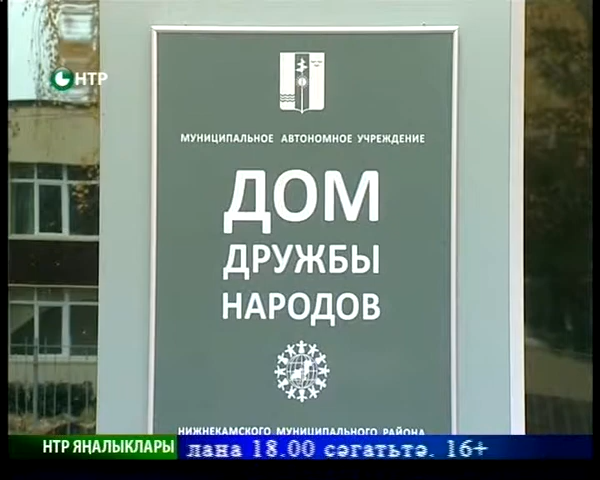 НТР
МУНИЦИПАЛЬНОЕ АВТОНОМНОЕ УЧРЕЖДЕНИЕ
ДОМ
ДРУЖБЫ
НАРОДОВ
НИЖНЕКАМСКОГО МУНИЦИПАЛЬНОГО РАЙОНА
НТР ЯҢАЛЫКЛАРЫ лана 18.00 сәгатьтә. 16+